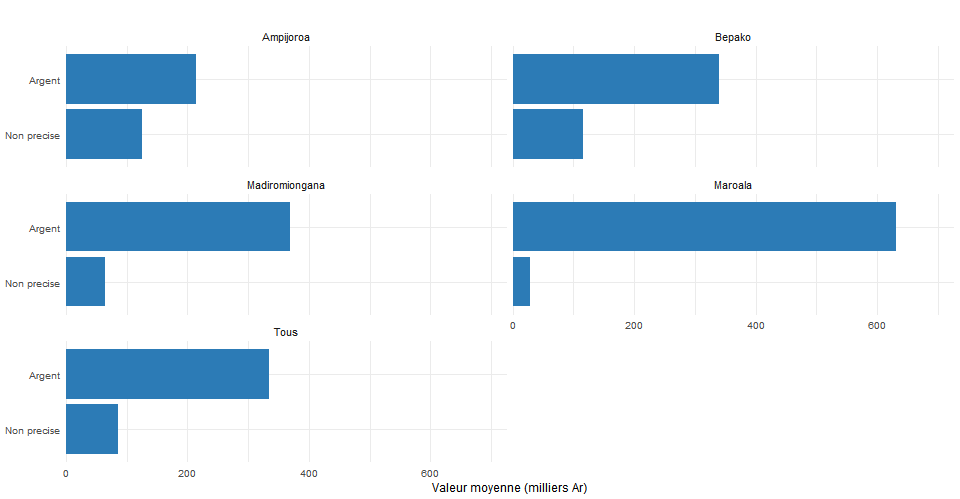 Ampijoroa
Bepako
Argent
Non precise
Madiromiongana
Maroala
Argent
Non precise
0 200 400 600
Tous
Argent
Non precise
0 200 400 600
Valeur moyenne (milliers Ar)